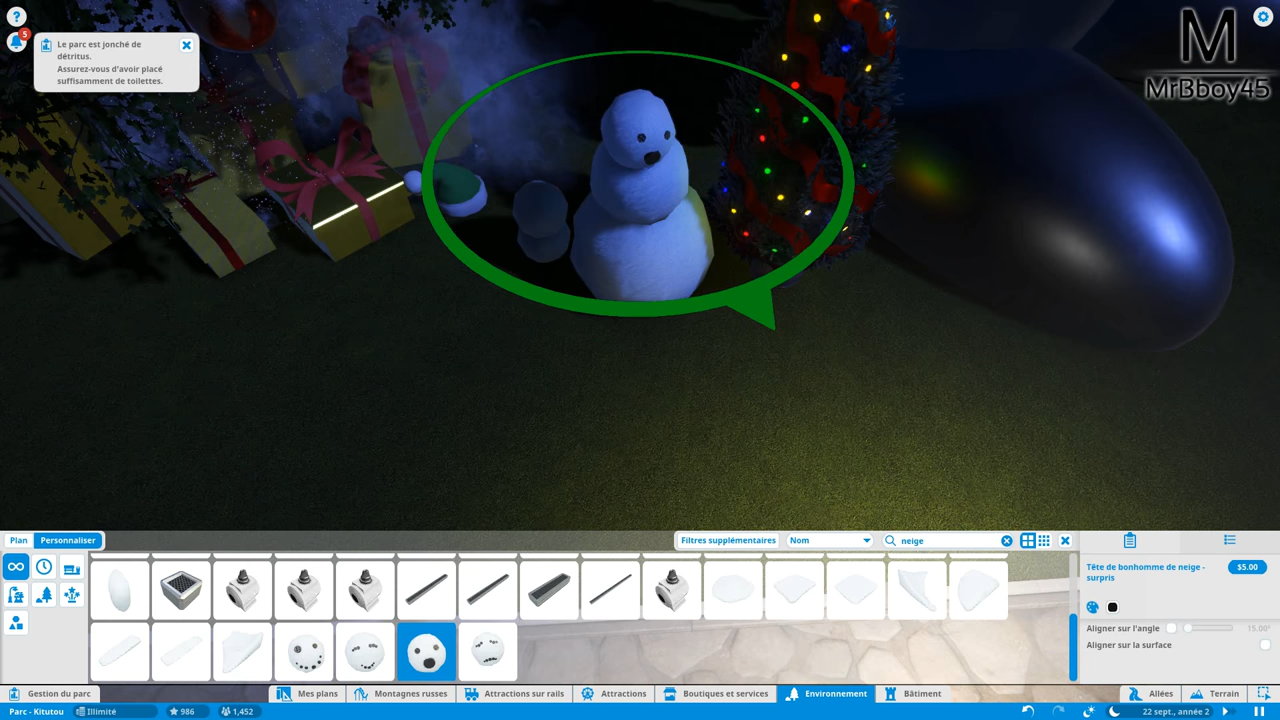 ?
5
Le parc est jonché de
détritus.
Assurez-vous d'avoir placé
suffisamment de toilettes.
M
MrBboy45
Plan
Personnaliser
Filtres supplémentaires
Nom
neige
Tête de bonhomme de neige -
surpris
$5.00
Aligner sur l'angle
15.00°
Aligner sur la surface
Gestion du parc
Mes plans
Montagnes russes
Attractions sur rails
Attractions
Boutiques et services
Environnement
Bâtiment
Allées
Terrain
Parc - Kitutou
Illimité
986
1,452
22 sept., année 2